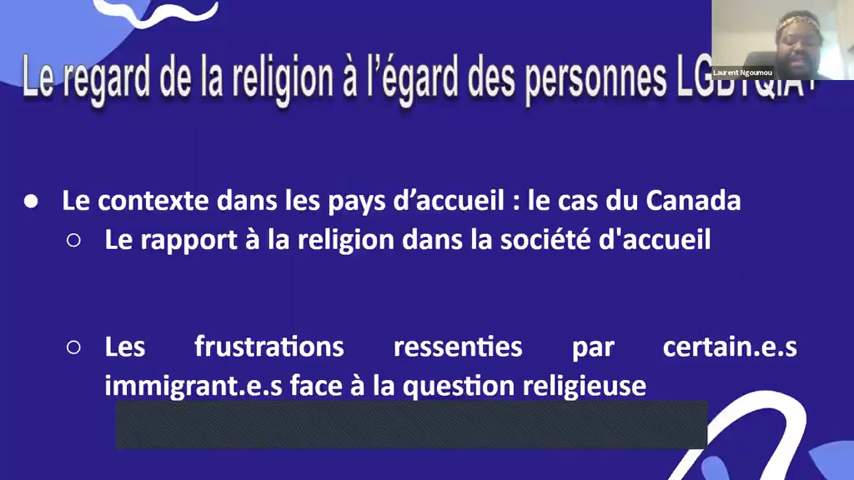 Laurent Ngoumou
Le regard de la religion à l’égard des personnes LGBTQIA+
● Le contexte dans les pays d’accueil : le cas du Canada
○ Le rapport à la religion dans la société d'accueil
○ Les frustrations ressenties par certain.e.s
immigrant.e.s face à la question religieuse